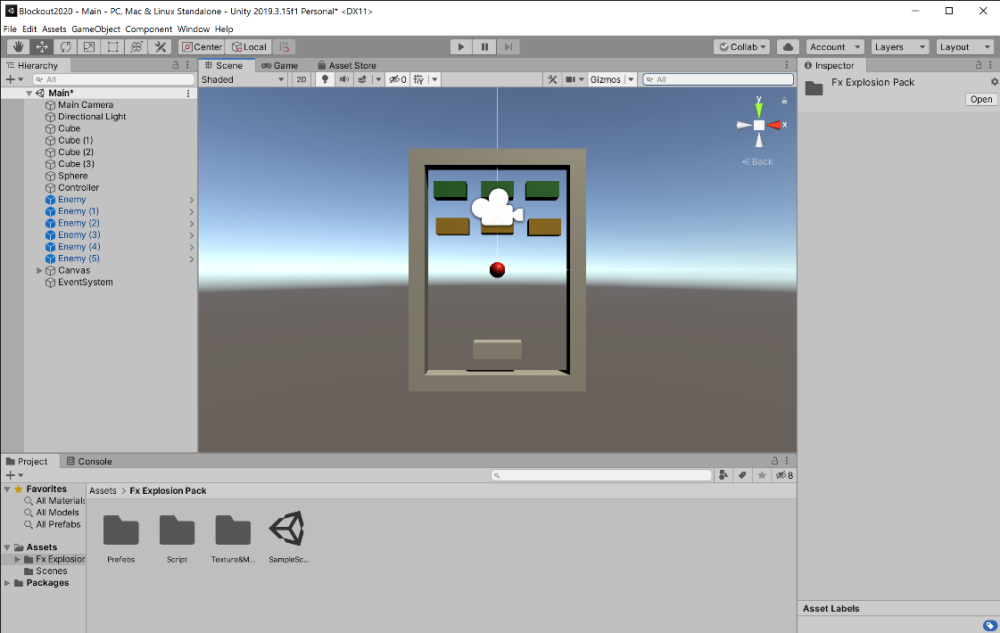 Blockout2020 - Main - PC, Mac & Linux Standalone - Unity 2019.3.15f1 Personal* <DX11>
File Edit Assets GameObject Component Window Help
Center Local Collab Account Layers Layout
Hierarchy
All
Main*
Main Camera
Directional Light
Cube
Cube (1)
Cube (2)
Cube (3)
Sphere
Controller
Enemy
Enemy (1)
Enemy (2)
Enemy (3)
Enemy (4)
Enemy (5)
Canvas
EventSystem
Scene Game Asset Store
Shaded 2D 0 Gizmos All
y
x
Back
Inspector
Fx Explosion Pack
Open
Asset Labels
Project Console
8
Favorites
All Materials
All Models
All Prefabs
Assets
Fx Explosion
Scenes
Packages
Assets > Fx Explosion Pack
Prefebs Script Texture&M... SampleSc...